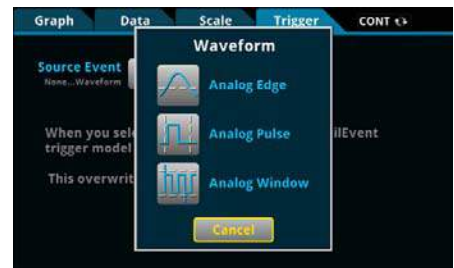 Graph Data Scale Trigger CONT
Waveform
Source Event
None...Waveform
Analog Edge
When you sele
ilEvent
trigger model
Analog Pulse
This overwrit
Analog Window
Cancel